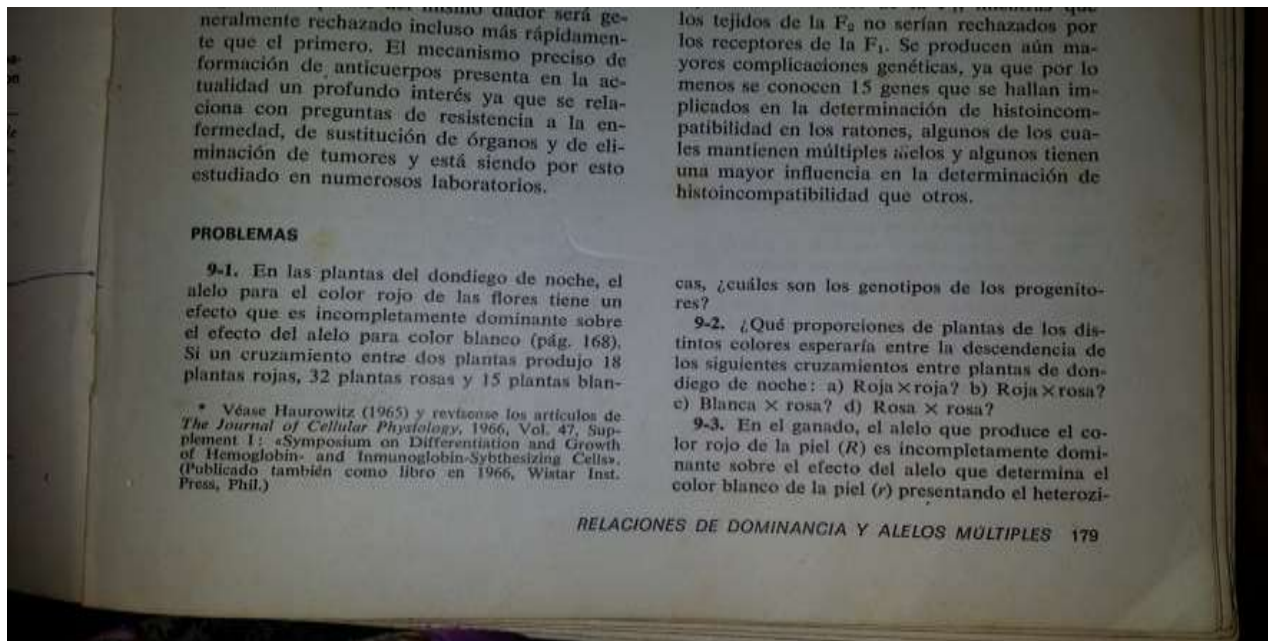 mismo dador será ge-
neralmente rechazado incluso más rápidamen-
te que el primero. El mecanismo preciso de
formación de anticuerpos presenta en la ac-
tualidad un profundo interés ya que se rela-
ciona con preguntas de resistencia a la en-
fermedad, de sustitución de órganos y de eli-
minación de tumores y está siendo por esto
estudiado en numerosos laboratorios.
los tejidos de la F₂ no serían rechazados por
los receptores de la F₁. Se producen aún ma-
yores complicaciones genéticas, ya que por lo
menos se conocen 15 genes que se hallan im-
plicados en la determinación de histoincom-
patibilidad en los ratones, algunos de los cua-
les mantienen múltiples alelos y algunos tienen
una mayor influencia en la determinación de
histoincompatibilidad que otros.
PROBLEMAS
9-1. En las plantas del dondiego de noche, el
alelo para el color rojo de las flores tiene un
efecto que es incompletamente dominante sobre
el efecto del alelo para color blanco (pág. 168).
Si un cruzamiento entre dos plantas produjo 18
plantas rojas, 32 plantas rosas y 15 plantas blan-
* Véase Haurowitz (1965) y revísense los artículos de
The Journal of Cellular Physiology, 1966, Vol. 47, Sup-
plement I: «Symposium on Differentiation and Growth
of Hemoglobin- and Inmunoglobin-Sybthesizing Cells».
(Publicado también como libro en 1966, Wistar Inst.
Press, Phil.)
cas, ¿cuáles son los genotipos de los progenito-
res?
9-2. ¿Qué proporciones de plantas de los dis-
tintos colores esperaría entre la descendencia de
los siguientes cruzamientos entre plantas de don-
diego de noche: a) Roja × roja? b) Roja × rosa?
c) Blanca × rosa? d) Rosa × rosa?
9-3. En el ganado, el alelo que produce el co-
lor rojo de la piel (R) es incompletamente domi-
nante sobre el efecto del alelo que determina el
color blanco de la piel (r) presentando el heterozi-
RELACIONES DE DOMINANCIA Y ALELOS MÚLTIPLES 179